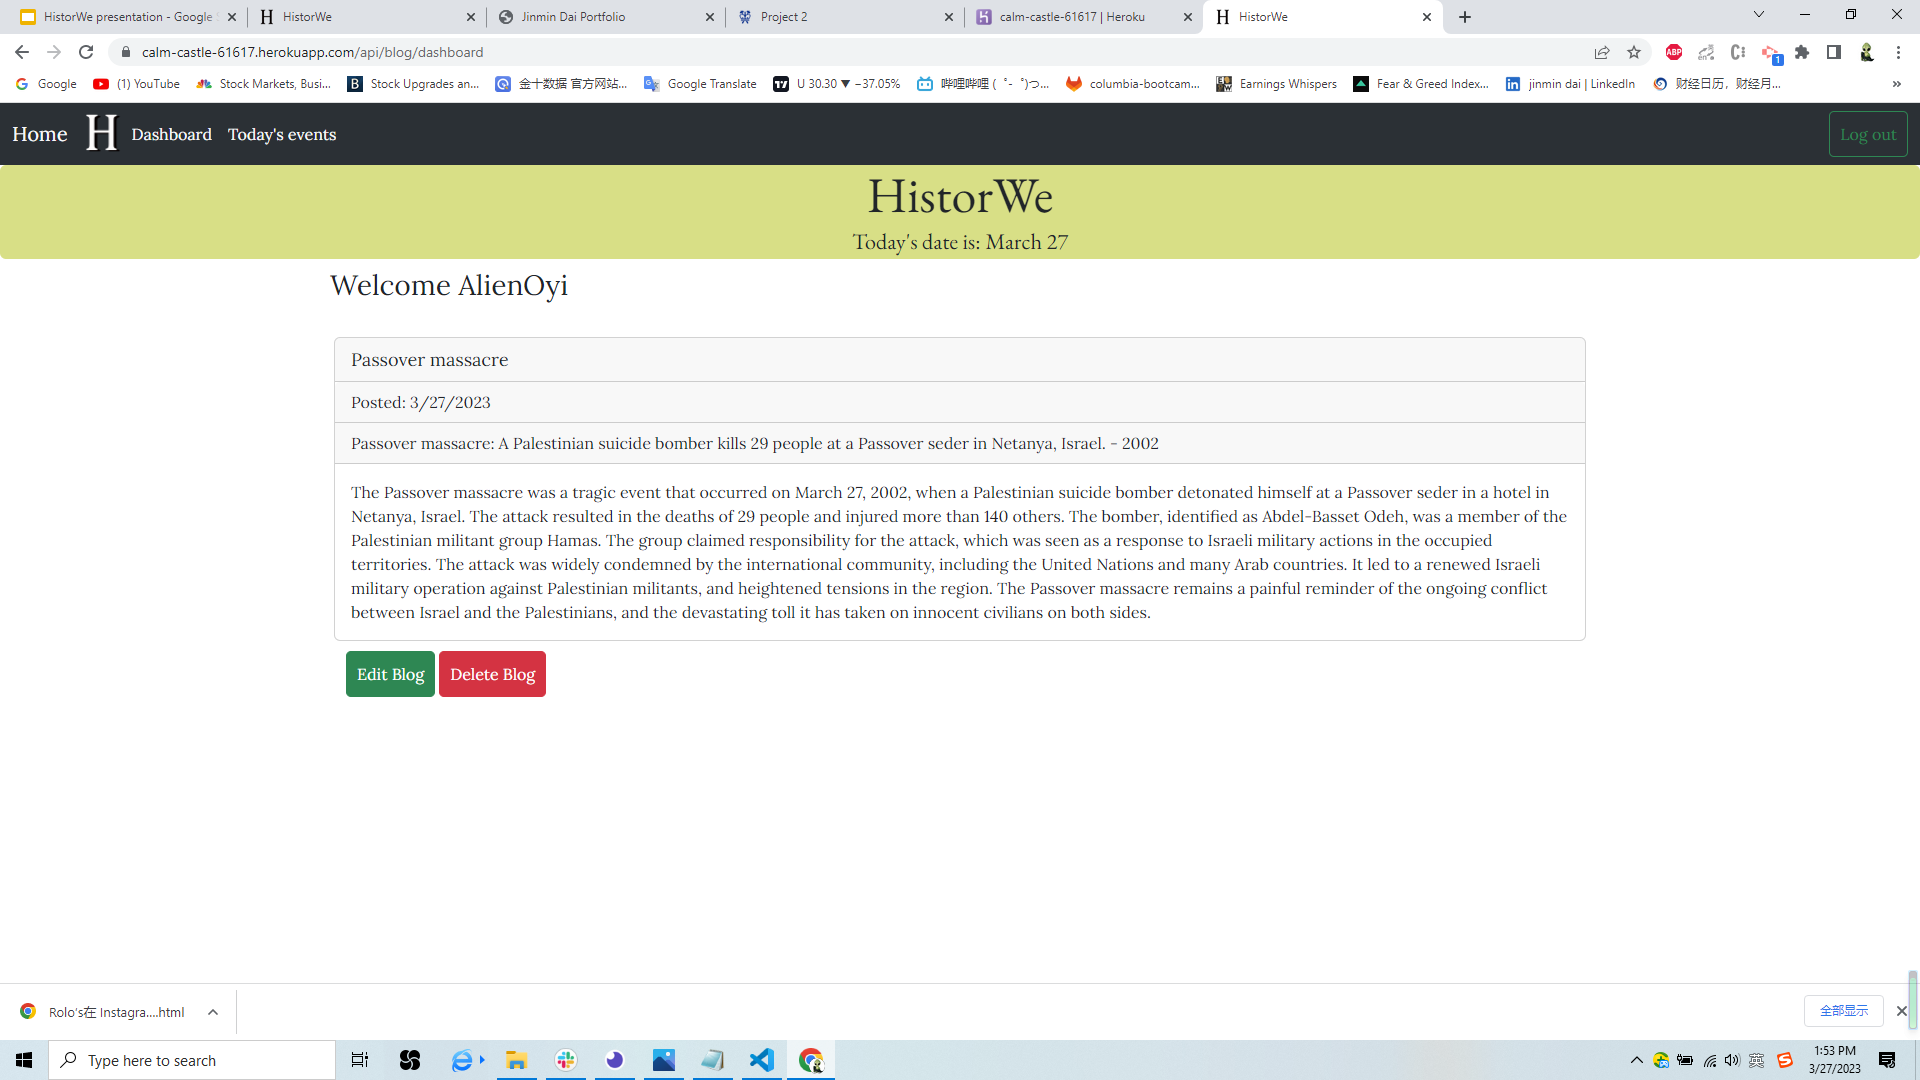 HistorWe presentation - Google
HistorWe
Jinmin Dai Portfolio
Project 2
calm-castle-61617 | Heroku
HistorWe
calm-castle-61617.herokuapp.com/api/blog/dashboard
Google
(1) YouTube
Stock Markets, Busi...
Stock Upgrades an...
金十数据 官方网站...
Google Translate
U 30.30 ▼ −37.05%
哔哩哔哩 ( ゜- ゜)つ...
columbia-bootcam...
Earnings Whispers
Fear & Greed Index...
jinmin dai | LinkedIn
财经日历，财经月...
»
Home
H
Dashboard
Today's events
Log out
HistorWe
Today's date is: March 27
Welcome AlienOyi
Passover massacre
Posted: 3/27/2023
Passover massacre: A Palestinian suicide bomber kills 29 people at a Passover seder in Netanya, Israel. - 2002
The Passover massacre was a tragic event that occurred on March 27, 2002, when a Palestinian suicide bomber detonated himself at a Passover seder in a hotel in
Netanya, Israel. The attack resulted in the deaths of 29 people and injured more than 140 others. The bomber, identified as Abdel-Basset Odeh, was a member of the
Palestinian militant group Hamas. The group claimed responsibility for the attack, which was seen as a response to Israeli military actions in the occupied
territories. The attack was widely condemned by the international community, including the United Nations and many Arab countries. It led to a renewed Israeli
military operation against Palestinian militants, and heightened tensions in the region. The Passover massacre remains a painful reminder of the ongoing conflict
between Israel and the Palestinians, and the devastating toll it has taken on innocent civilians on both sides.
Edit Blog
Delete Blog
Rolo's在 Instagra....html
全部显示
Type here to search
英
1:53 PM
3/27/2023